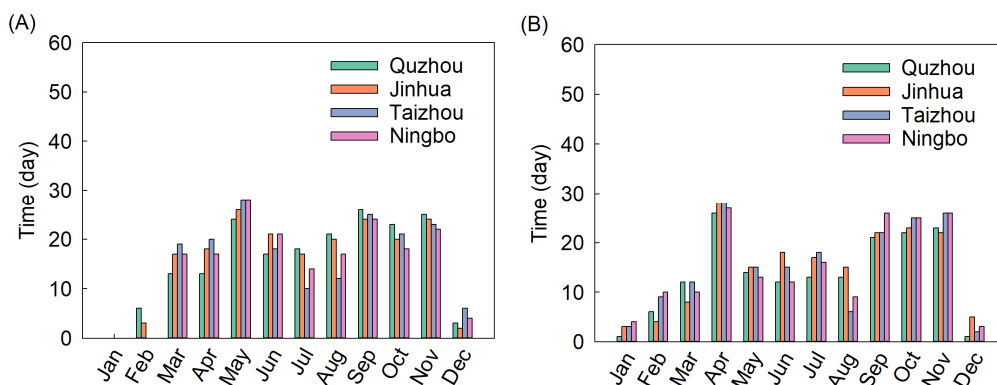 (A)
60
50
40
30
20
10
0
Time (day)
Quzhou
Jinhua
Taizhou
Ningbo
Jan
Feb
Mar
Apr
May
Jun
Jul
Aug
Sep
Oct
Nov
Dec
(B)
60
50
40
30
20
10
0
Time (day)
Quzhou
Jinhua
Taizhou
Ningbo
Jan
Feb
Mar
Apr
May
Jun
Jul
Aug
Sep
Oct
Nov
Dec